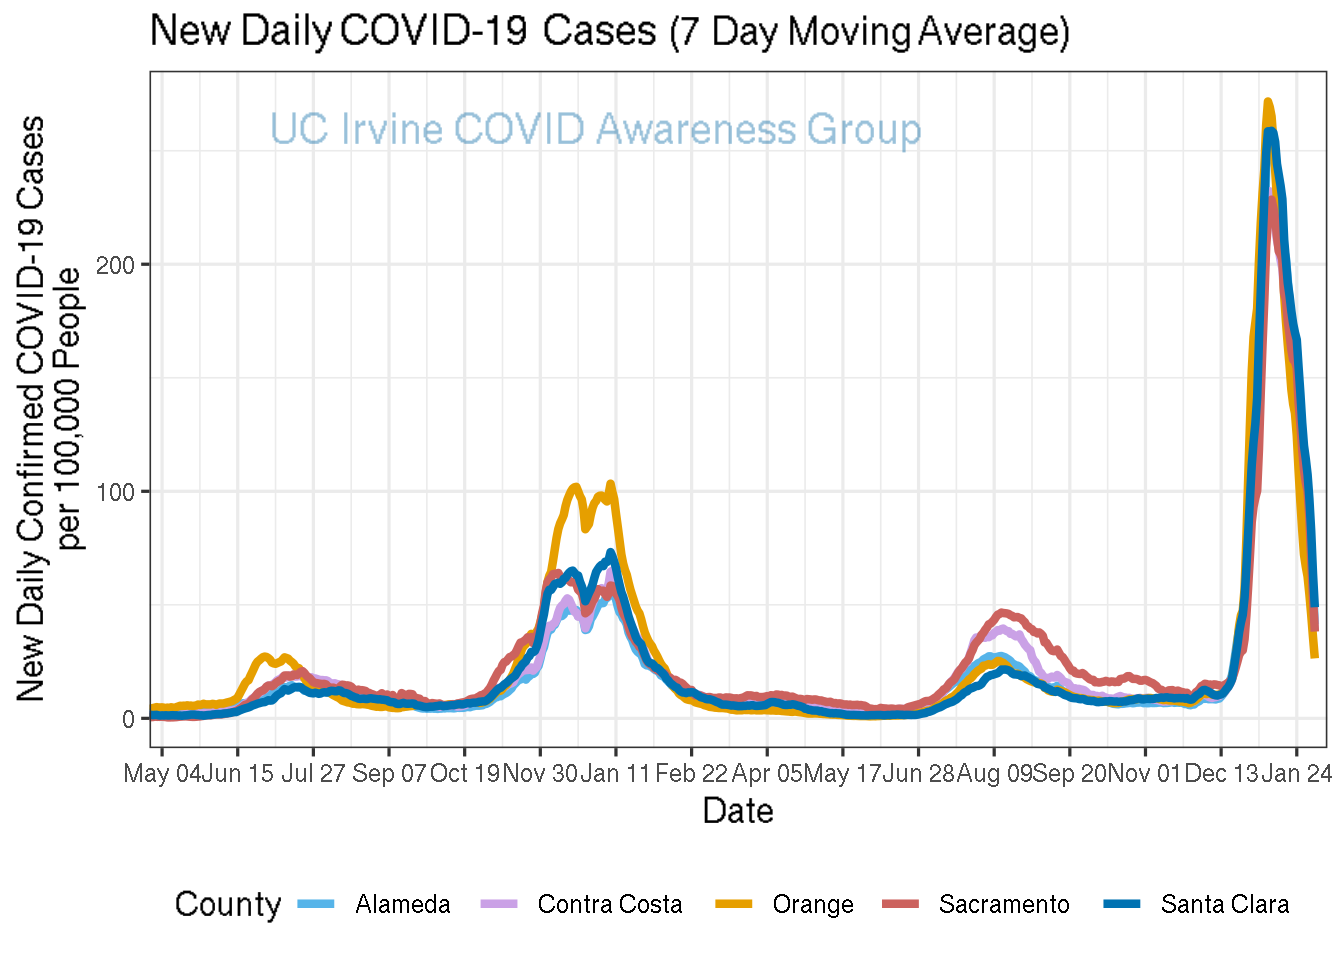 New Daily COVID-19 Cases (7 Day Moving Average)
UC Irvine COVID Awareness Group
New Daily Confirmed COVID-19 Cases
per 100,000 People
200
100
0
May 04 Jun 15 Jul 27 Sep 07 Oct 19 Nov 30 Jan 11 Feb 22 Apr 05 May 17 Jun 28 Aug 09 Sep 20 Nov 01 Dec 13 Jan 24
Date
County Alameda Contra Costa Orange Sacramento Santa Clara